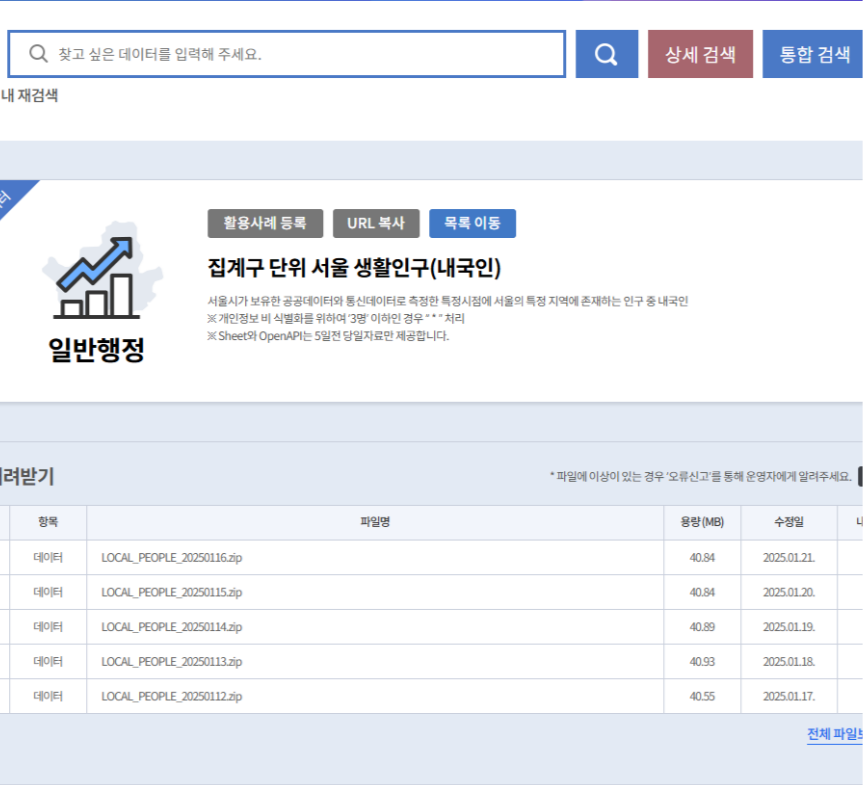 찾고 싶은 데이터를 입력해 주세요.
상세 검색
통합 검색
내 재검색
활용사례 등록
URL 복사
목록 이동
집계구 단위 서울 생활인구(내국인)
서울시가 보유한 공공데이터와 통신데이터로 측정한 특정시점에 서울의 특정 지역에 존재하는 인구 중 내국인
※ 개인정보 비 식별화를 위하여 '3명' 이하인 경우 " * " 처리
※ Sheet와 OpenAPI는 5일전 당일자료만 제공합니다.
일반행정
려받기
* 파일에 이상이 있는 경우 '오류신고'를 통해 운영자에게 알려주세요.
항목 파일명 용량 (MB) 수정일
데이터 LOCAL_PEOPLE_20250116.zip 40.84 2025.01.21.
데이터 LOCAL_PEOPLE_20250115.zip 40.84 2025.01.20.
데이터 LOCAL_PEOPLE_20250114.zip 40.89 2025.01.19.
데이터 LOCAL_PEOPLE_20250113.zip 40.93 2025.01.18.
데이터 LOCAL_PEOPLE_20250112.zip 40.55 2025.01.17.
전체 파일